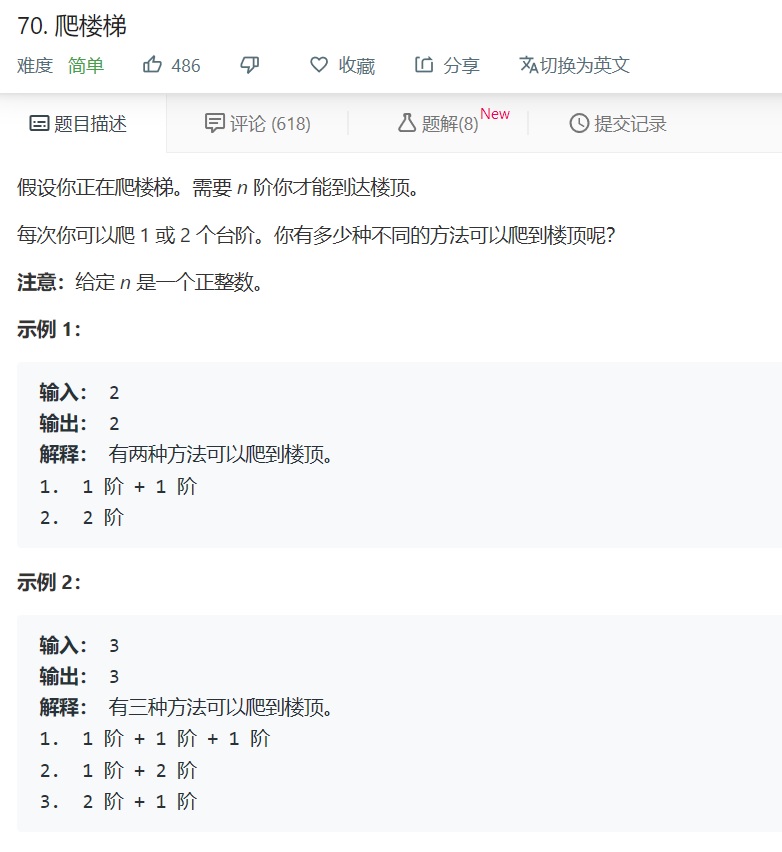 70. 爬楼梯
难度 简单 486 收藏 分享 切换为英文
题目描述 评论 (618) 题解(8) New 提交记录
假设你正在爬楼梯。需要 n 阶你才能到达楼顶。
每次你可以爬 1 或 2 个台阶。你有多少种不同的方法可以爬到楼顶呢?
注意：给定 n 是一个正整数。
示例 1：
输入： 2
输出： 2
解释： 有两种方法可以爬到楼顶。
1. 1 阶 + 1 阶
2. 2 阶
示例 2：
输入： 3
输出： 3
解释： 有三种方法可以爬到楼顶。
1. 1 阶 + 1 阶 + 1 阶
2. 1 阶 + 2 阶
3. 2 阶 + 1 阶